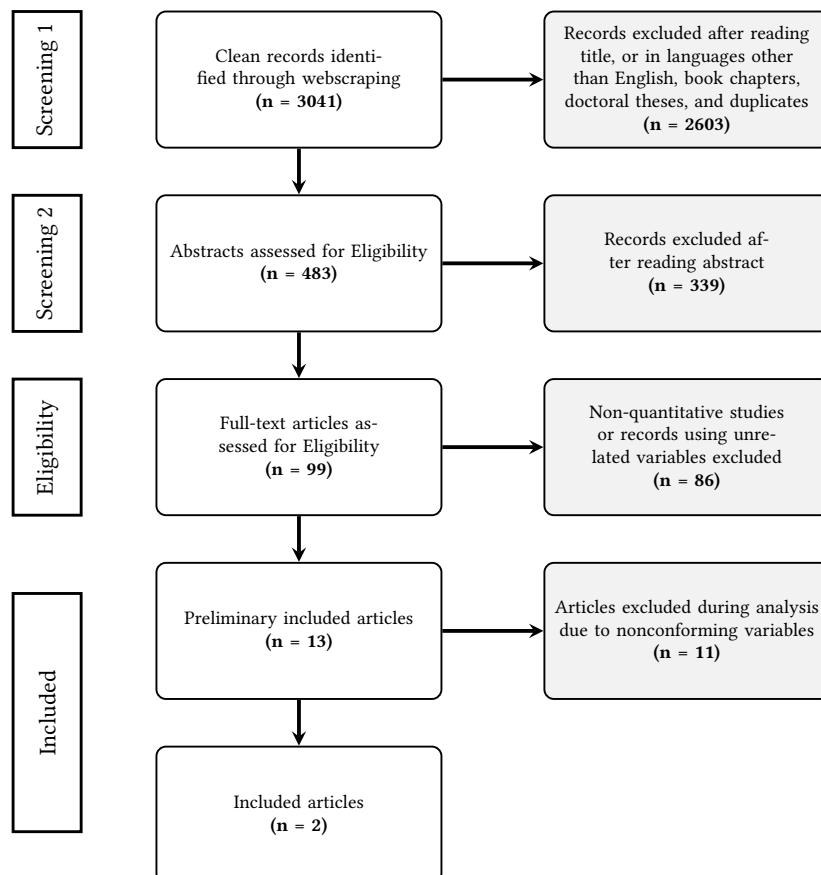 Screening 1
Clean records identi-
fied through webscraping
(n = 3041)
Records excluded after reading
title, or in languages other
than English, book chapters,
doctoral theses, and duplicates
(n = 2603)
Screening 2
Abstracts assessed for Eligibility
(n = 483)
Records excluded af-
ter reading abstract
(n = 339)
Eligibility
Full-text articles as-
sessed for Eligibility
(n = 99)
Non-quantitative studies
or records using unre-
lated variables excluded
(n = 86)
Included
Preliminary included articles
(n = 13)
Articles excluded during analysis
due to nonconforming variables
(n = 11)
Included articles
(n = 2)